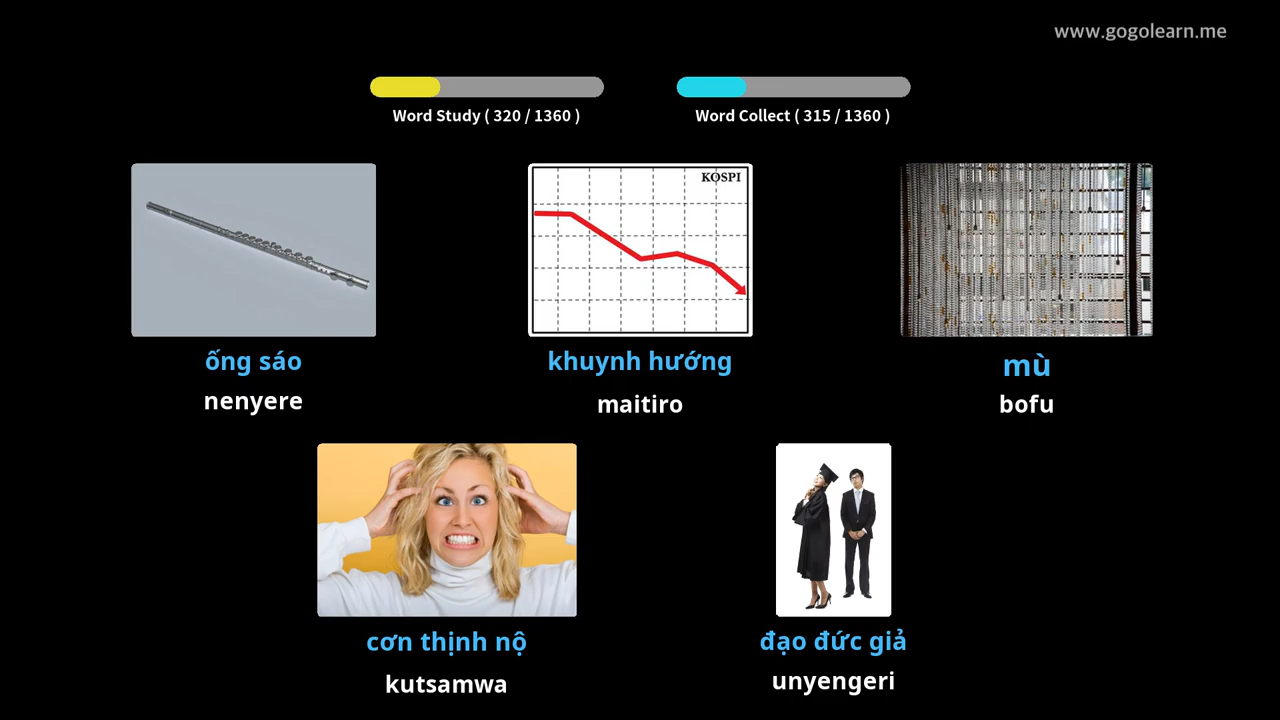 www.gogolearn.me
Word Study ( 320 / 1360 )
Word Collect ( 315 / 1360 )
KOSPI
ống sáo
nenyere
khuynh hướng
maitiro
mù
bofu
cơn thịnh nộ
kutsamwa
đạo đức giả
unyengeri